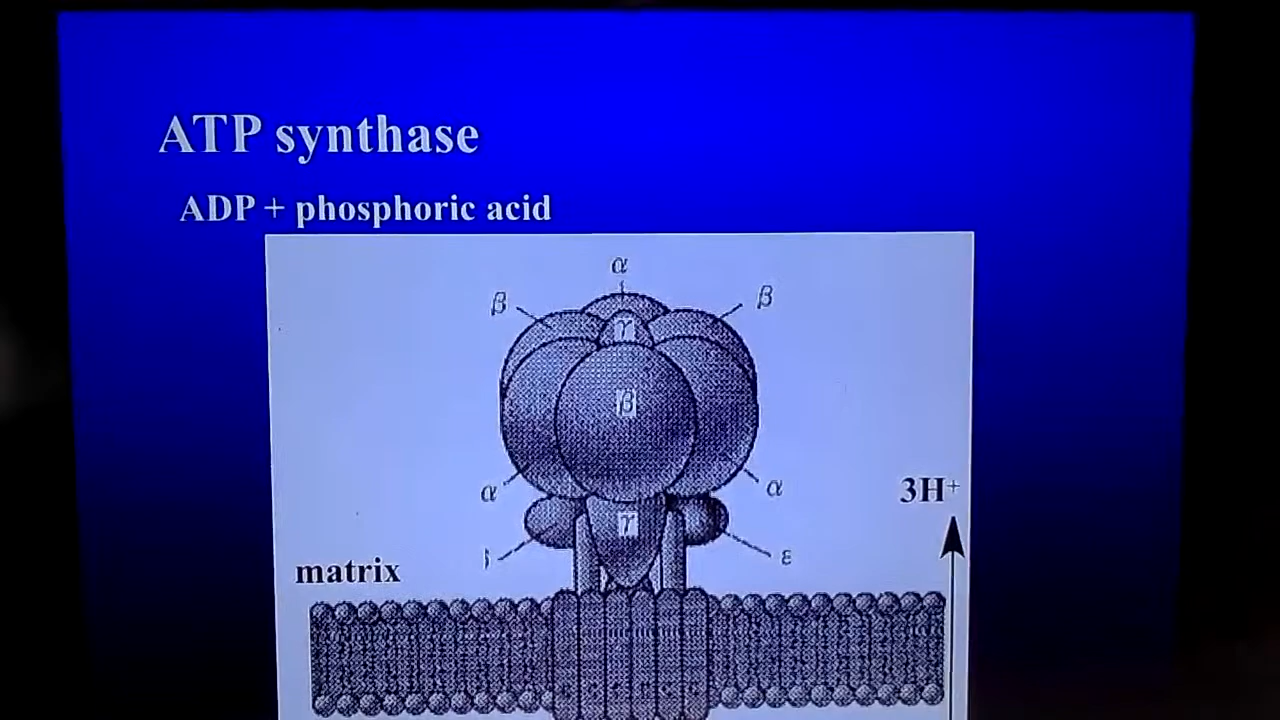 ATP synthase
ADP + phosphoric acid
α
β
β
γ
β
α
α
3H⁺
γ
ε
matrix